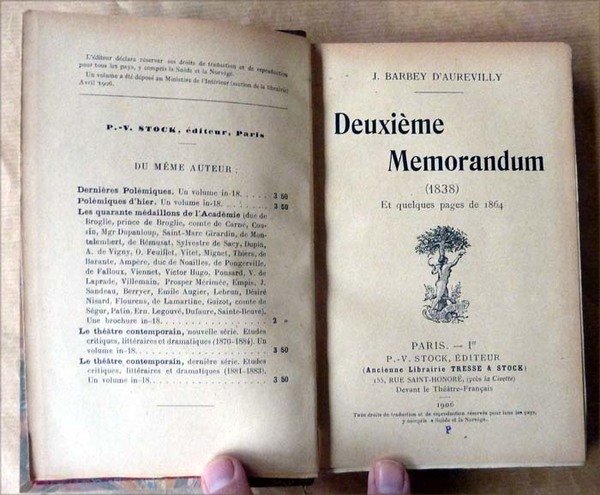 L'éditeur déclare réserver ses droits de traduction et de reproduction
pour tous les pays, y compris la Suède et la Norvège.
Un volume a été déposé au Ministère de l'Intérieur (section de la librairie)
Avril 1906.
P.-V. STOCK, éditeur, Paris
DU MÊME AUTEUR :
Dernières Polémiques. Un volume in-18. . . . . 3 50
Polémiques d'hier. Un volume in-18. . . . . . . 3 50
Les quarante médaillons de l'Académie (duc de
Broglie, prince de Broglie, comte de Carné, Cou-
sin, Mgr Dupanloup, Saint-Marc Girardin, de Mon-
talembert, de Rémusat, Sylvestre de Sacy, Dupin,
A. de Vigny, O. Feuillet, Vitet, Mignet, Thiers, de
Barante, Ampère, duc de Noailles, de Pongerville,
de Falloux, Viennet, Victor Hugo, Ponsard, V. de
Laprade, Villemain, Prosper Mérimée, Empis, J.
Sandeau, Berryer, Emile Augier, Lebrun, Désiré
Nisard, Flourens, de Lamartine, Guizot, comte de
Ségur, Patin, Ern. Legouvé, Dufaure, Sainte-Beuve).
Une brochure in-18. . . . . . . . . . . . 2 »
Le théâtre contemporain, nouvelle série. Etudes
critiques, littéraires et dramatiques (1870-1884). Un
volume in-18. . . . . . . . . . . . . . 3 50
Le théâtre contemporain, dernière série. Etudes
critiques, littéraires et dramatiques (1881-1883).
Un volume in-18. . . . . . . . . . . . . 3 50
J. BARBEY D'AUREVILLY
Deuxième
Memorandum
(1838)
Et quelques pages de 1864
PARIS. — Ier
P.-V. STOCK, ÉDITEUR
(Ancienne Librairie TRESSE & STOCK)
155, RUE SAINT-HONORÉ, (près la Civette)
Devant le Théâtre-Français
1906
Tous droits de traduction et de reproduction réservés pour tous les pays,
y compris la Suède et la Norvège.
P